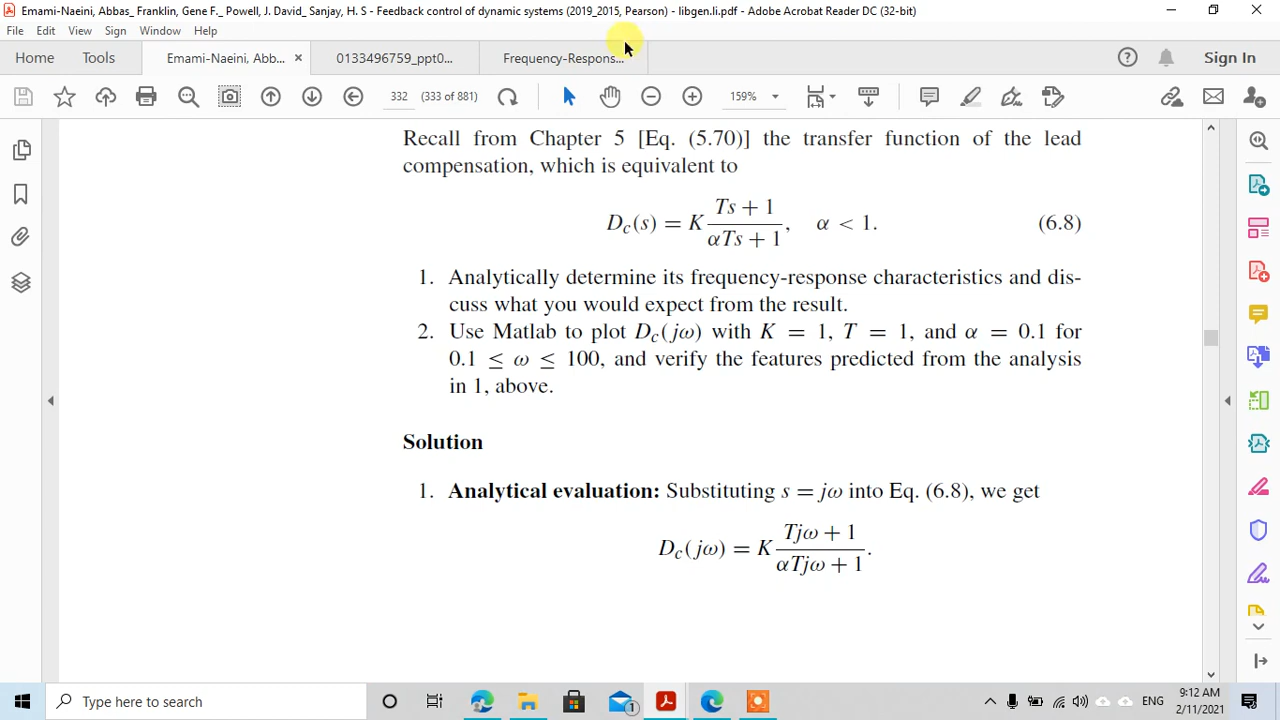 Emami-Naeini, Abbas_ Franklin, Gene F._ Powell, J. David_ Sanjay, H. S - Feedback control of dynamic systems (2019_2015, Pearson) - libgen.li.pdf - Adobe Acrobat Reader DC (32-bit)
File Edit View Sign Window Help
Home Tools Emami-Naeini, Abb... × 0133496759_ppt0... Frequency-Respons... Sign In
332 (333 of 881) 159%
Recall from Chapter 5 [Eq. (5.70)] the transfer function of the lead
compensation, which is equivalent to
D_c(s) = K (Ts + 1)/(αTs + 1), α < 1. (6.8)
1. Analytically determine its frequency-response characteristics and dis-
cuss what you would expect from the result.
2. Use Matlab to plot D_c(jω) with K = 1, T = 1, and α = 0.1 for
0.1 ≤ ω ≤ 100, and verify the features predicted from the analysis
in 1, above.
Solution
1. Analytical evaluation: Substituting s = jω into Eq. (6.8), we get
D_c(jω) = K (Tjω + 1)/(αTjω + 1).
Type here to search
1
ENG
9:12 AM
2/11/2021